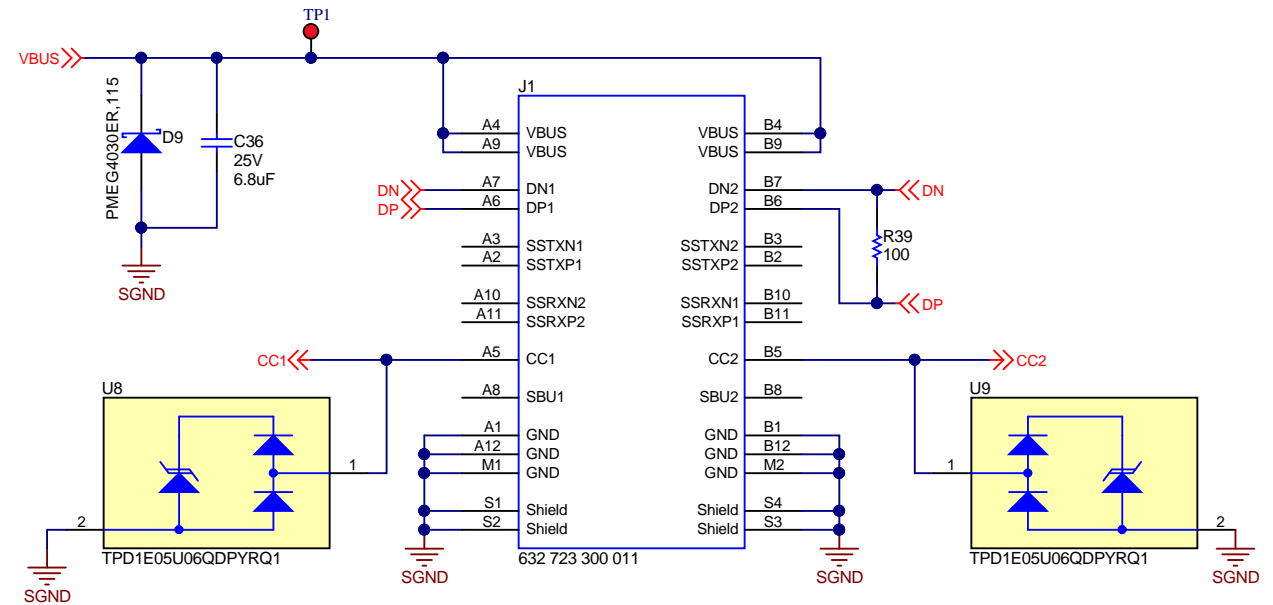 TP1
VBUS
PMEG4030ER,115
D9
C36
25V
6.8uF
J1
A4 VBUS VBUS B4
A9 VBUS VBUS B9
DN A7 DN1 DN2 B7 DN
DP A6 DP1 DP2 B6
R39
100
A3 SSTXN1 SSTXN2 B3
A2 SSTXP1 SSTXP2 B2
SGND
A10 SSRXN2 SSRXN1 B10
DP
A11 SSRXP2 SSRXP1 B11
CC1 A5 CC1 CC2 B5 CC2
U8
U9
A8 SBU1 SBU2 B8
A1 GND GND B1
A12 GND GND B12
1 M1 GND GND M2 1
S1 Shield Shield S4
2 S2 Shield Shield S3 2
TPD1E05U06QDPYRQ1
632 723 300 011
TPD1E05U06QDPYRQ1
SGND
SGND
SGND
SGND